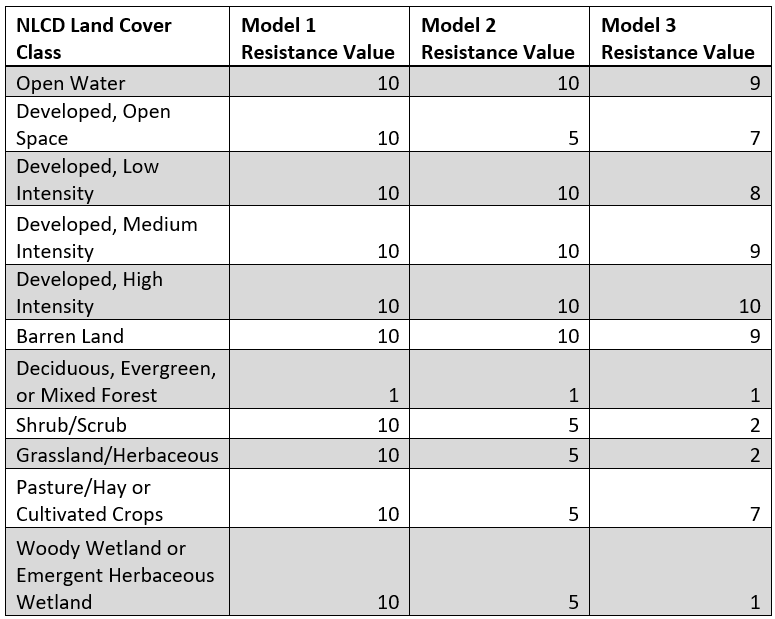 NLCD Land Cover Class Model 1 Resistance Value Model 2 Resistance Value Model 3 Resistance Value
Open Water 10 10 9
Developed, Open
Space 10 5 7
Developed, Low
Intensity 10 10 8
Developed, Medium
Intensity 10 10 9
Developed, High
Intensity 10 10 10
Barren Land 10 10 9
Deciduous, Evergreen,
or Mixed Forest 1 1 1
Shrub/Scrub 10 5 2
Grassland/Herbaceous 10 5 2
Pasture/Hay or
Cultivated Crops 10 5 7
Woody Wetland or
Emergent Herbaceous
Wetland 10 5 1